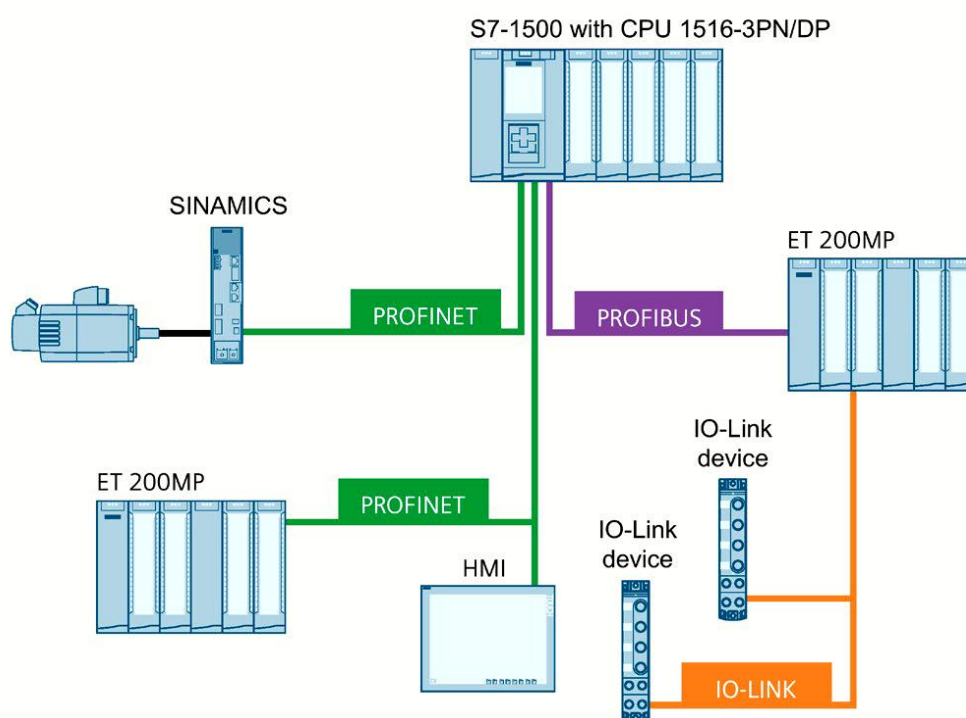 S7-1500 with CPU 1516-3PN/DP
SINAMICS
ET 200MP
PROFINET
PROFIBUS
IO-Link
device
ET 200MP
PROFINET
IO-Link
device
HMI
IO-LINK